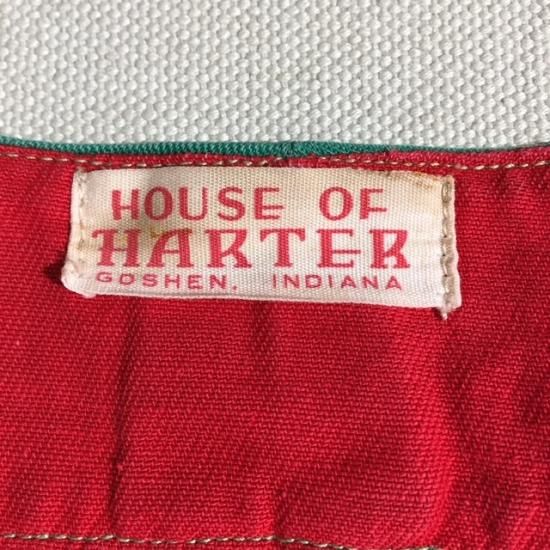 HOUSE OF
HARTER
GOSHEN, INDIANA